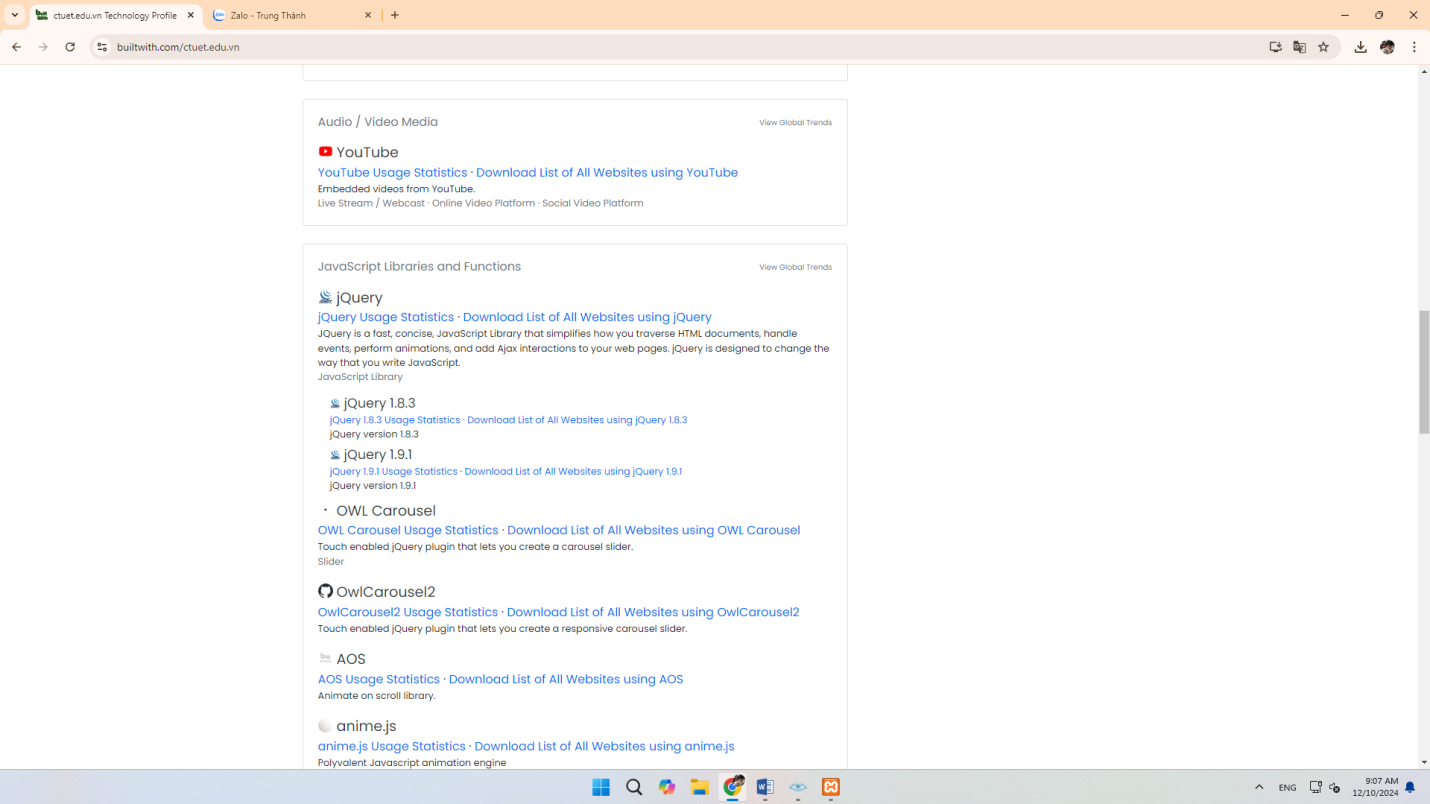 ctuet.edu.vn Technology Profile
Zalo - Trung Thành
builtwith.com/ctuet.edu.vn
Audio / Video Media
View Global Trends
YouTube
YouTube Usage Statistics · Download List of All Websites using YouTube
Embedded videos from YouTube.
Live Stream / Webcast · Online Video Platform · Social Video Platform
JavaScript Libraries and Functions
View Global Trends
jQuery
jQuery Usage Statistics · Download List of All Websites using jQuery
JQuery is a fast, concise, JavaScript Library that simplifies how you traverse HTML documents, handle
events, perform animations, and add Ajax interactions to your web pages. jQuery is designed to change the
way that you write JavaScript.
JavaScript Library
jQuery 1.8.3
jQuery 1.8.3 Usage Statistics · Download List of All Websites using jQuery 1.8.3
jQuery version 1.8.3
jQuery 1.9.1
jQuery 1.9.1 Usage Statistics · Download List of All Websites using jQuery 1.9.1
jQuery version 1.9.1
OWL Carousel
OWL Carousel Usage Statistics · Download List of All Websites using OWL Carousel
Touch enabled jQuery plugin that lets you create a carousel slider.
Slider
OwlCarousel2
OwlCarousel2 Usage Statistics · Download List of All Websites using OwlCarousel2
Touch enabled jQuery plugin that lets you create a responsive carousel slider.
AOS
AOS Usage Statistics · Download List of All Websites using AOS
Animate on scroll library.
anime.js
anime.js Usage Statistics · Download List of All Websites using anime.js
Polyvalent Javascript animation engine
ENG
9:07 AM
12/10/2024